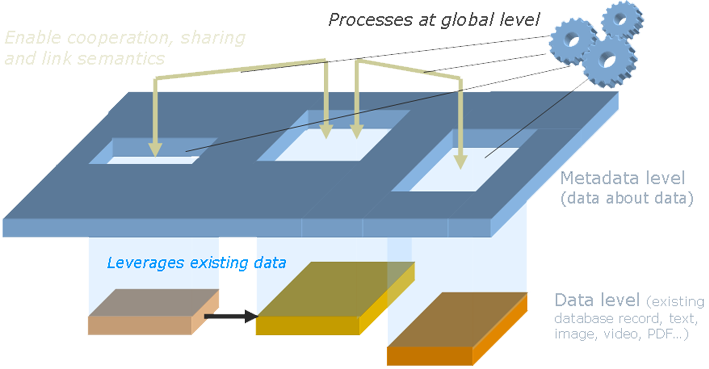 Processes at global level
Enable cooperation, sharing
and link semantics
Metadata level
(data about data)
Leverages existing data
Data level (existing
database record, text,
image, video, PDF...)